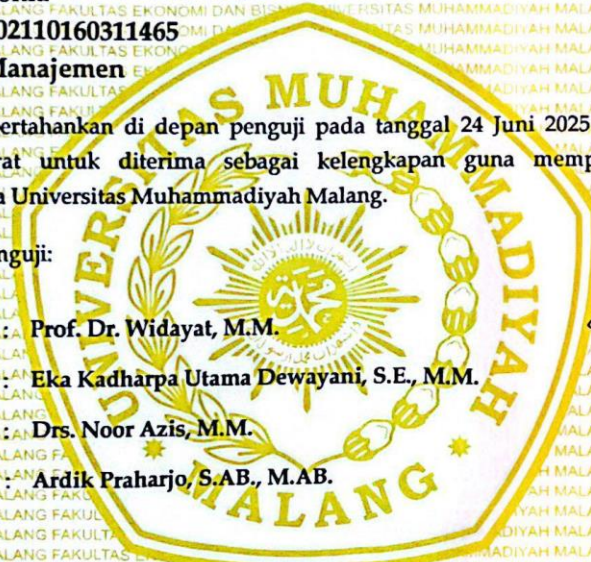 02110160311465
Manajemen
ertahankan di depan penguji pada tanggal 24 Juni 2025
rat untuk diterima sebagai kelengkapan guna memp
a Universitas Muhammadiyah Malang.
nguji:
: Prof. Dr. Widayat, M.M.
: Eka Kadharpa Utama Dewayani, S.E., M.M.
: Drs. Noor Azis, M.M.
: Ardik Praharjo, S.AB., M.AB.
UNIVERSITAS MUHAMMADIYAH
MALANG